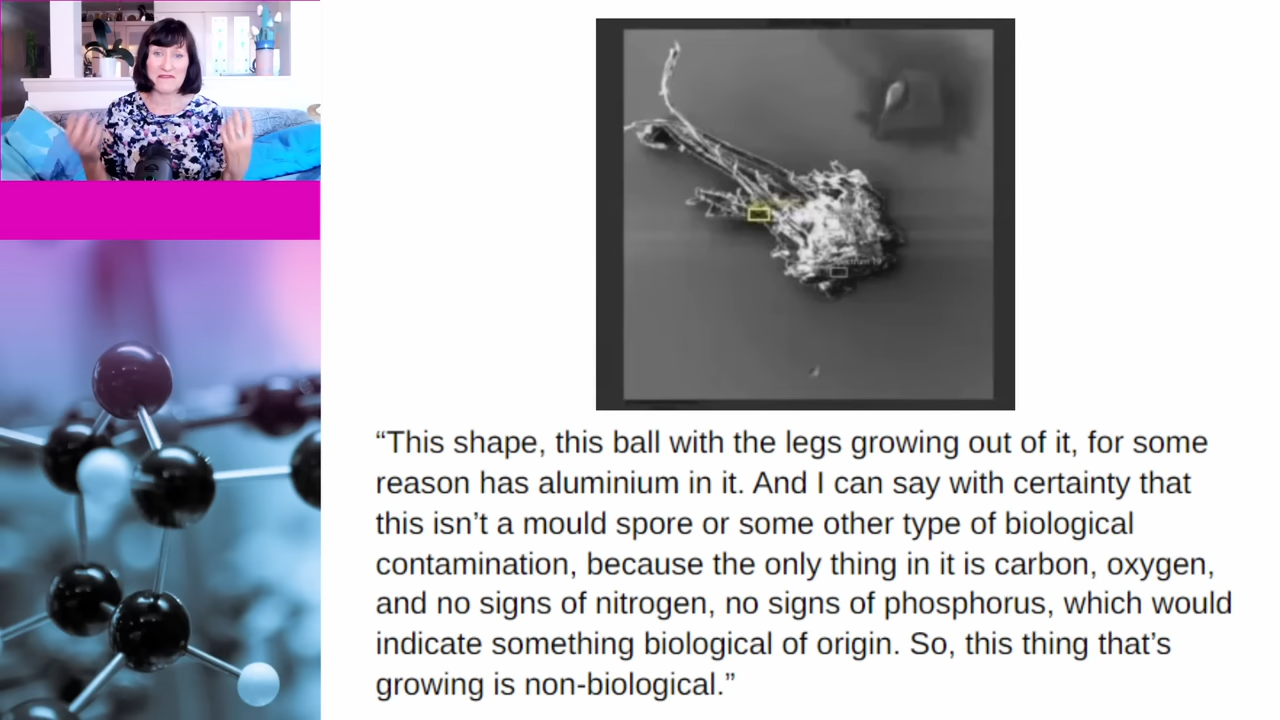 “This shape, this ball with the legs growing out of it, for some
reason has aluminium in it. And I can say with certainty that
this isn’t a mould spore or some other type of biological
contamination, because the only thing in it is carbon, oxygen,
and no signs of nitrogen, no signs of phosphorus, which would
indicate something biological of origin. So, this thing that’s
growing is non-biological.”